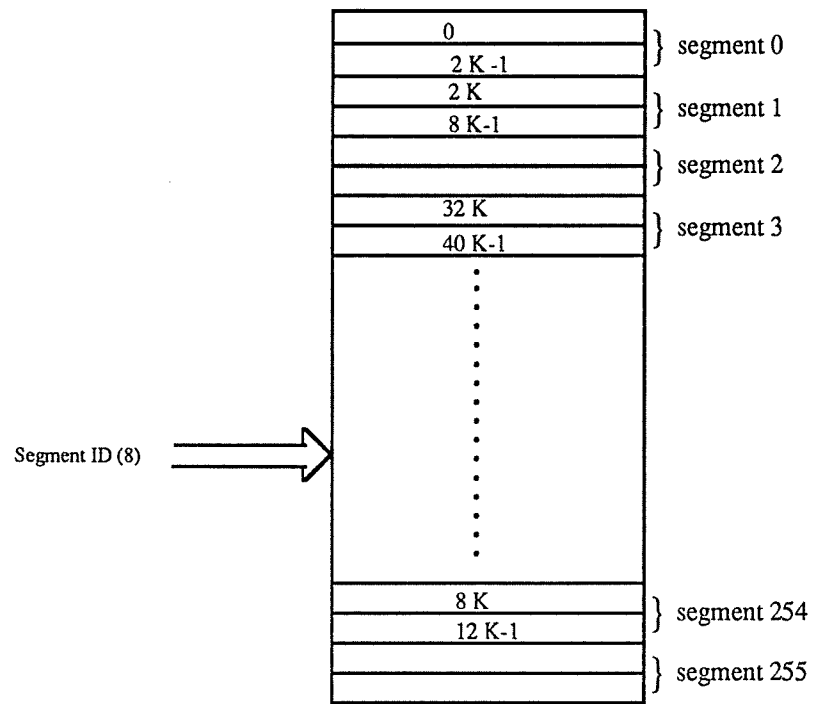 0
segment 0
2 K -1
2 K
segment 1
8 K-1
segment 2
32 K
segment 3
40 K-1
Segment ID (8)
8 K
segment 254
12 K-1
segment 255